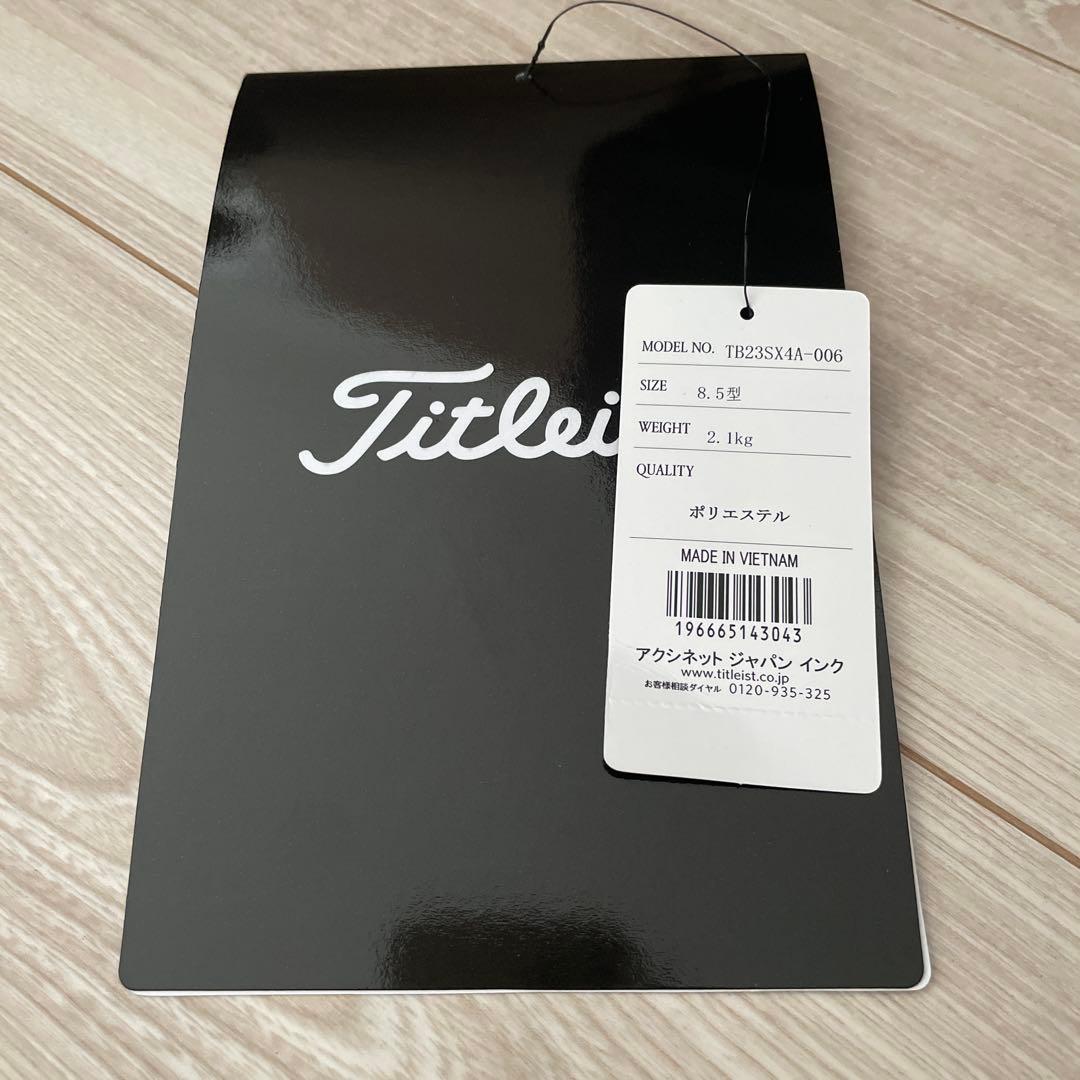 Titleis
MODEL NO. TB23SX4A-006
SIZE 8.5型
WEIGHT 2.1kg
QUALITY
ポリエステル
MADE IN VIETNAM
196665143043
アクシネット ジャパン インク
www.titleist.co.jp
お客様相談ダイヤル 0120-935-325